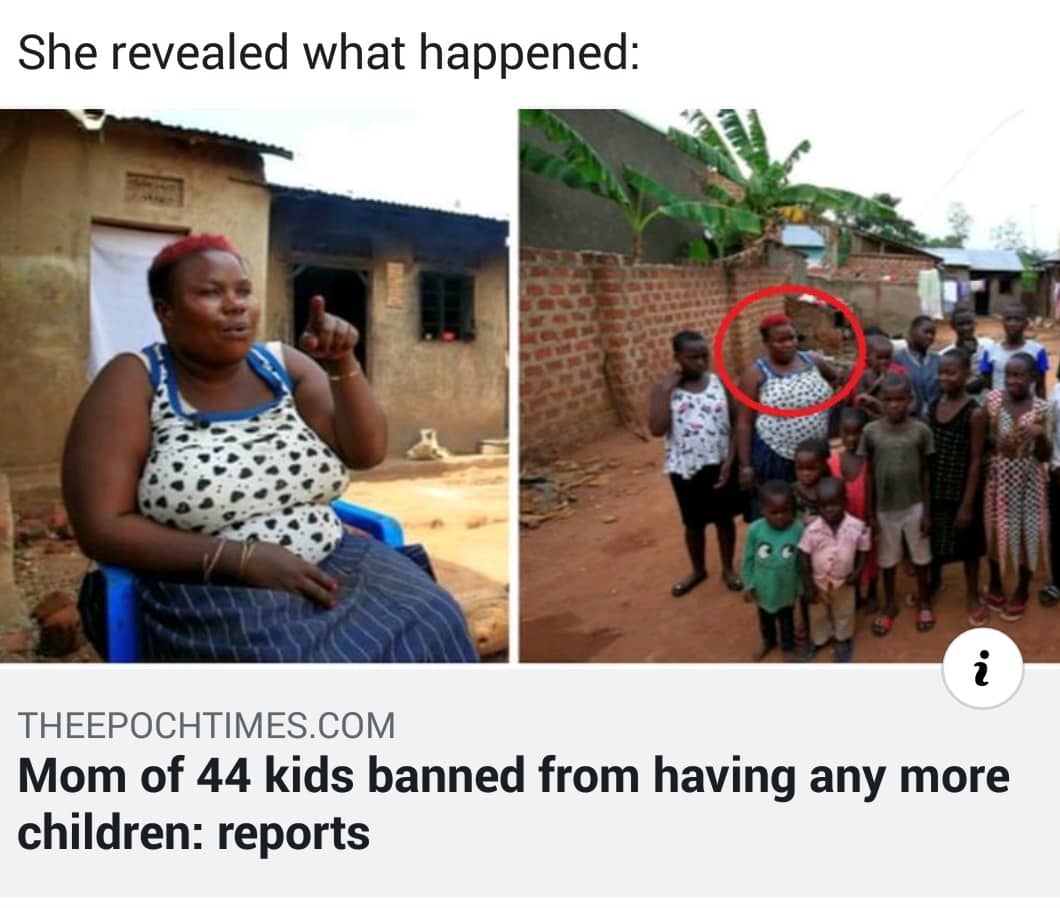 She revealed what happened:
i
THEEPOCHTIMES.COM
Mom of 44 kids banned from having any more
children: reports